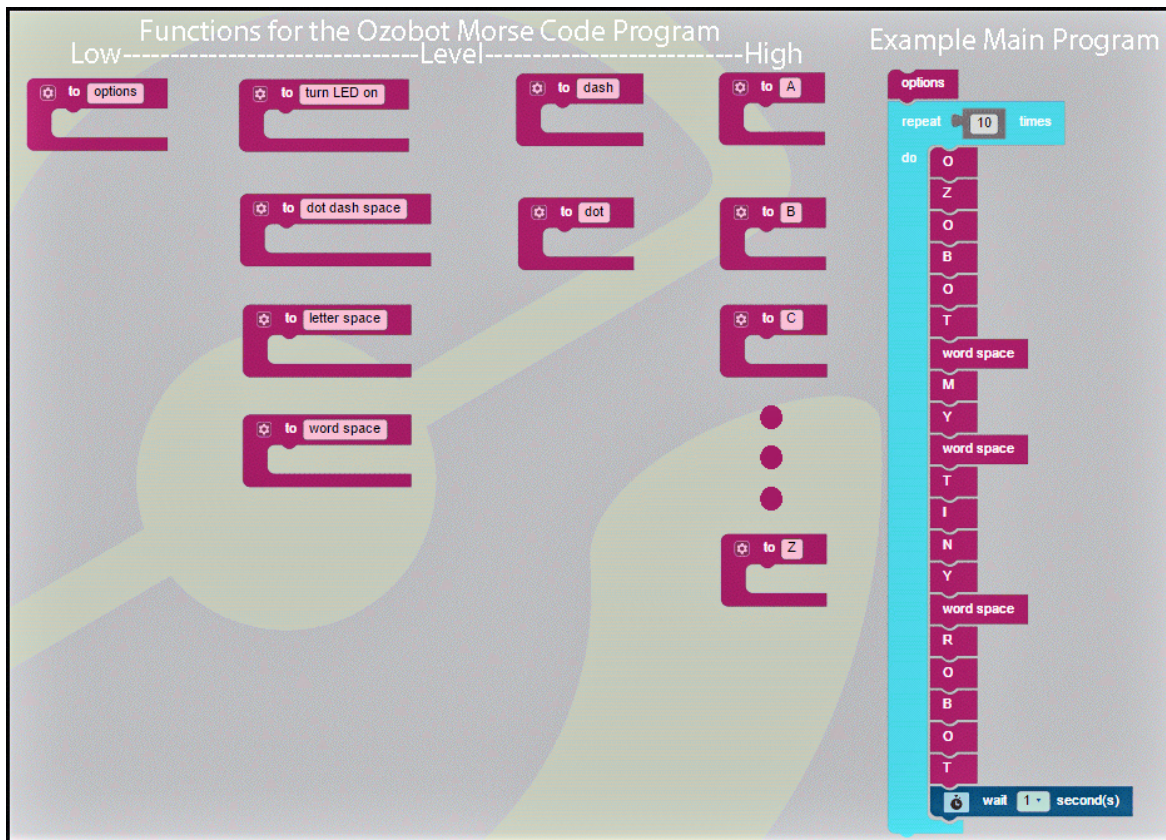 Functions for the Ozobot Morse Code Program
Low-----------------------------Level-------------------------High
to options
to turn LED on
to dot dash space
to letter space
to word space
to dash
to dot
to A
to B
to C
to Z
Example Main Program
options
repeat 10 times
do
O
Z
O
B
O
T
word space
M
Y
word space
T
I
N
Y
word space
R
O
B
O
T
wait 1 second(s)